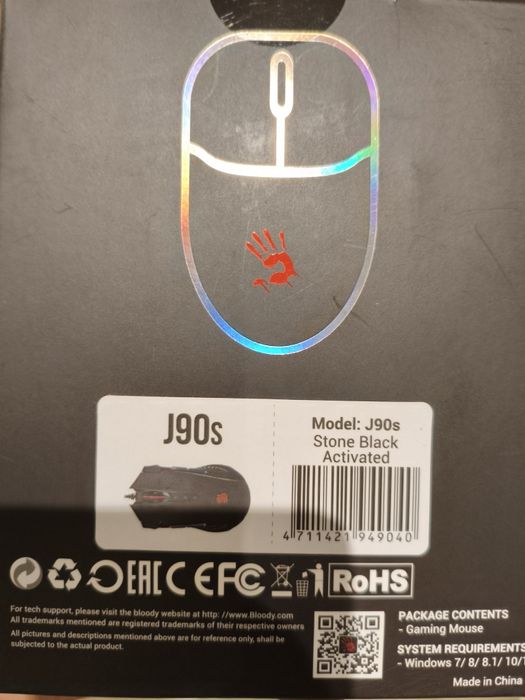 J90s
Model: J90s
Stone Black
Activated
4 711421 949040
EAC CE FC RoHS
For tech support, please visit the bloody website at http: //www.Bloody.com
All trademarks mentioned are registered trademarks of their respective owners
All pictures and descriptions mentioned above are for reference only, shall be
subjected to the actual product.
PACKAGE CONTENTS
- Gaming Mouse
SYSTEM REQUIREMENTS
- Windows 7/ 8/ 8.1/ 10/
Made in China